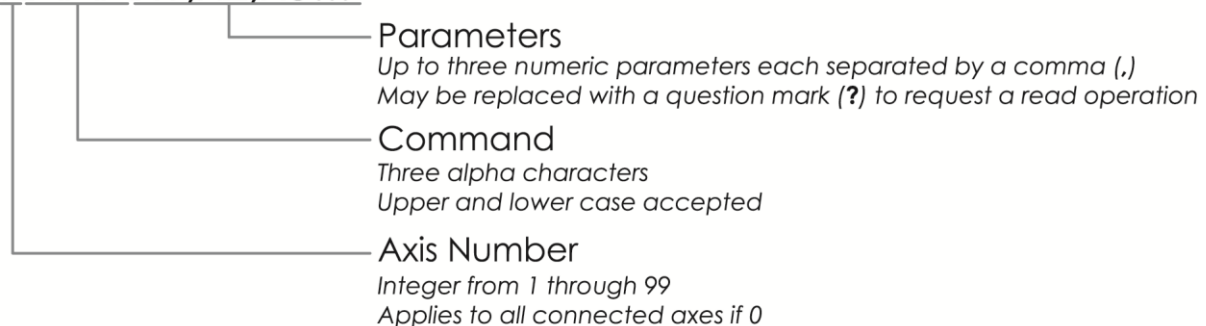 Parameters
Up to three numeric parameters each separated by a comma (,)
May be replaced with a question mark (?) to request a read operation
Command
Three alpha characters
Upper and lower case accepted
Axis Number
Integer from 1 through 99
Applies to all connected axes if 0